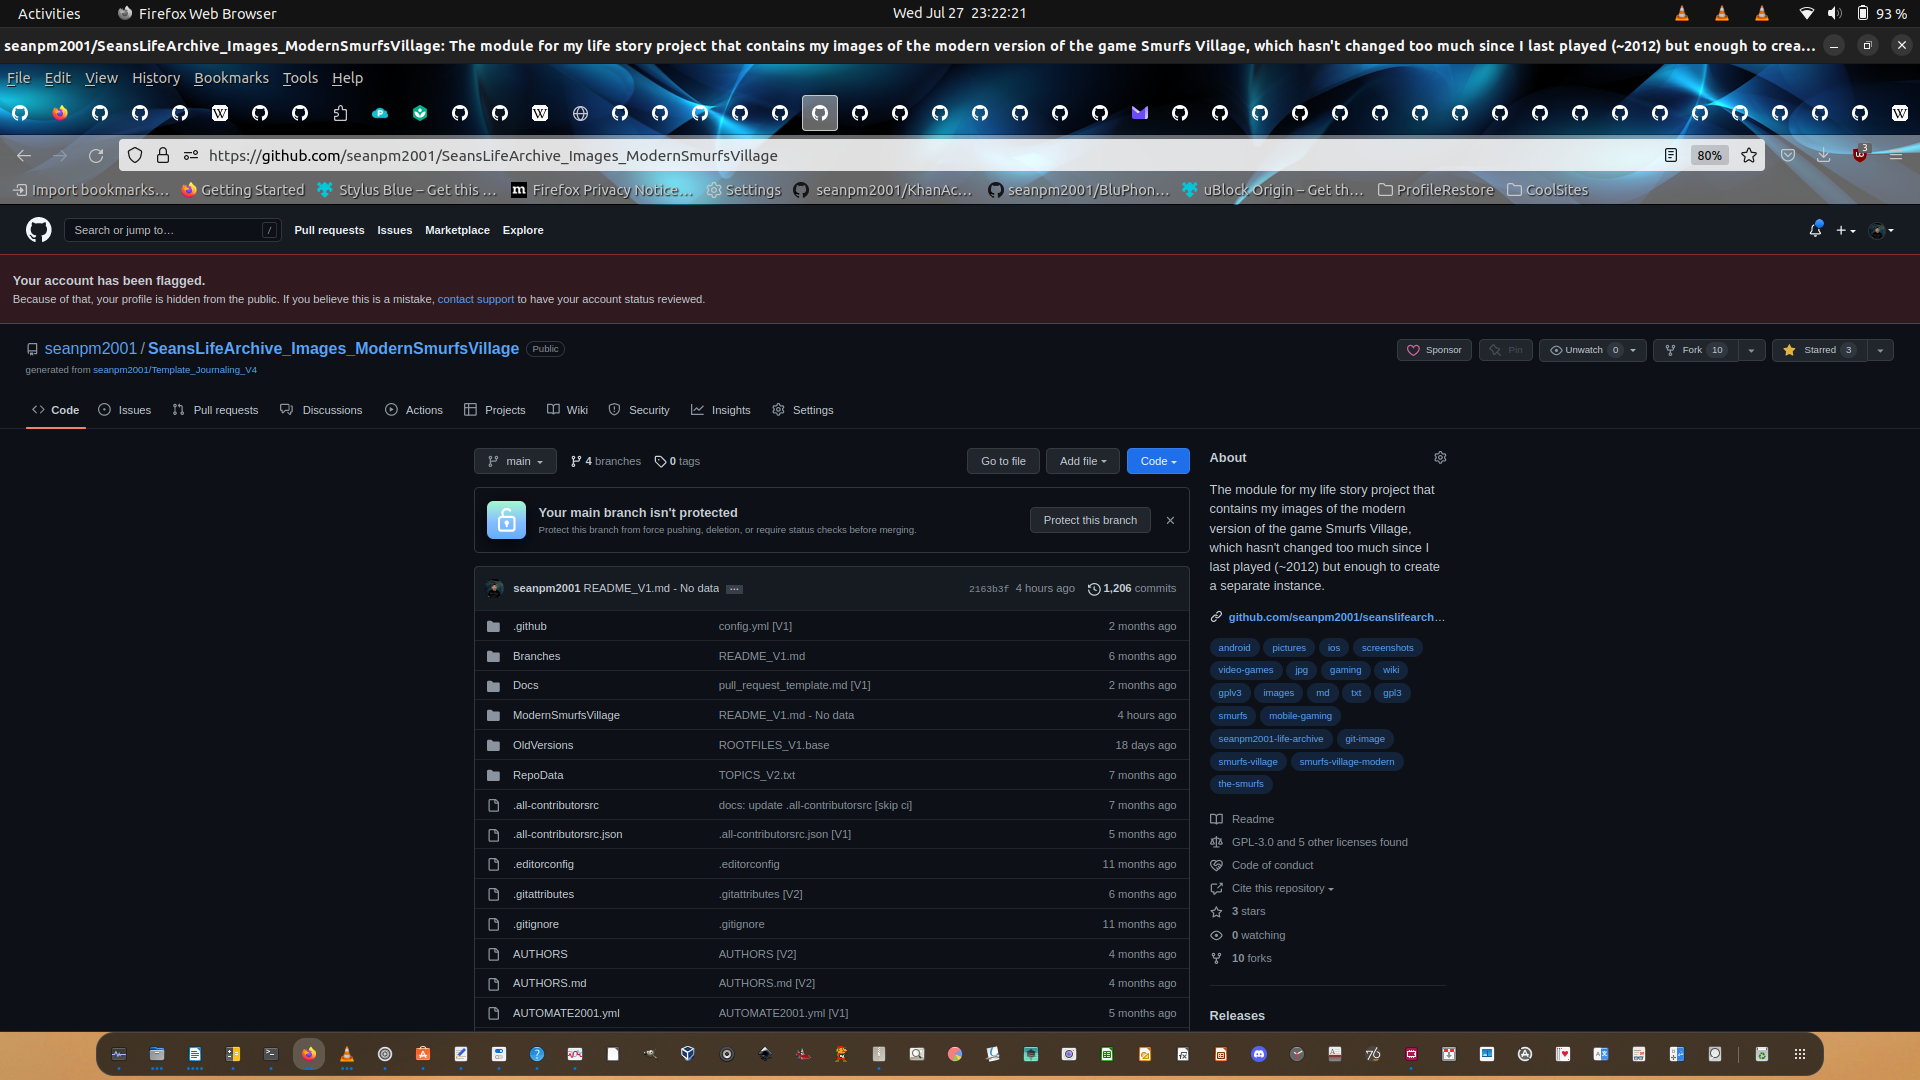 Activities Firefox Web Browser Wed Jul 27 23:22:21 93 %
seanpm2001/SeansLifeArchive_Images_ModernSmurfsVillage: The module for my life story project that contains my images of the modern version of the game Smurfs Village, which hasn't changed too much since I last played (~2012) but enough to crea…
File Edit View History Bookmarks Tools Help
https://github.com/seanpm2001/SeansLifeArchive_Images_ModernSmurfsVillage 80% 3
Import bookmarks… Getting Started Stylus Blue – Get this … Firefox Privacy Notice… Settings seanpm2001/KhanAc… seanpm2001/BluPhon… uBlock Origin – Get th… ProfileRestore CoolSites
Search or jump to… / Pull requests Issues Marketplace Explore
Your account has been flagged.
Because of that, your profile is hidden from the public. If you believe this is a mistake, contact support to have your account status reviewed.
seanpm2001 / SeansLifeArchive_Images_ModernSmurfsVillage Public Sponsor Pin Unwatch 0 Fork 10 Starred 3
generated from seanpm2001/Template_Journaling_V4
Code Issues Pull requests Discussions Actions Projects Wiki Security Insights Settings
main 4 branches 0 tags Go to file Add file Code
Your main branch isn't protected
Protect this branch from force pushing, deletion, or require status checks before merging.
Protect this branch
seanpm2001 README_V1.md - No data … 2163b3f 4 hours ago 1,206 commits
.github config.yml [V1] 2 months ago
Branches README_V1.md 6 months ago
Docs pull_request_template.md [V1] 2 months ago
ModernSmurfsVillage README_V1.md - No data 4 hours ago
OldVersions ROOTFILES_V1.base 18 days ago
RepoData TOPICS_V2.txt 7 months ago
.all-contributorsrc docs: update .all-contributorsrc [skip ci] 7 months ago
.all-contributorsrc.json .all-contributorsrc.json [V1] 5 months ago
.editorconfig .editorconfig 11 months ago
.gitattributes .gitattributes [V2] 6 months ago
.gitignore .gitignore 11 months ago
AUTHORS AUTHORS [V2] 4 months ago
AUTHORS.md AUTHORS.md [V2] 4 months ago
AUTOMATE2001.yml AUTOMATE2001.yml [V1] 5 months ago
About
The module for my life story project that
contains my images of the modern
version of the game Smurfs Village,
which hasn't changed too much since I
last played (~2012) but enough to create
a separate instance.
github.com/seanpm2001/seanslifearch…
android pictures ios screenshots
video-games jpg gaming wiki
gplv3 images md txt gpl3
smurfs mobile-gaming
seanpm2001-life-archive git-image
smurfs-village smurfs-village-modern
the-smurfs
Readme
GPL-3.0 and 5 other licenses found
Code of conduct
Cite this repository
3 stars
0 watching
10 forks
Releases